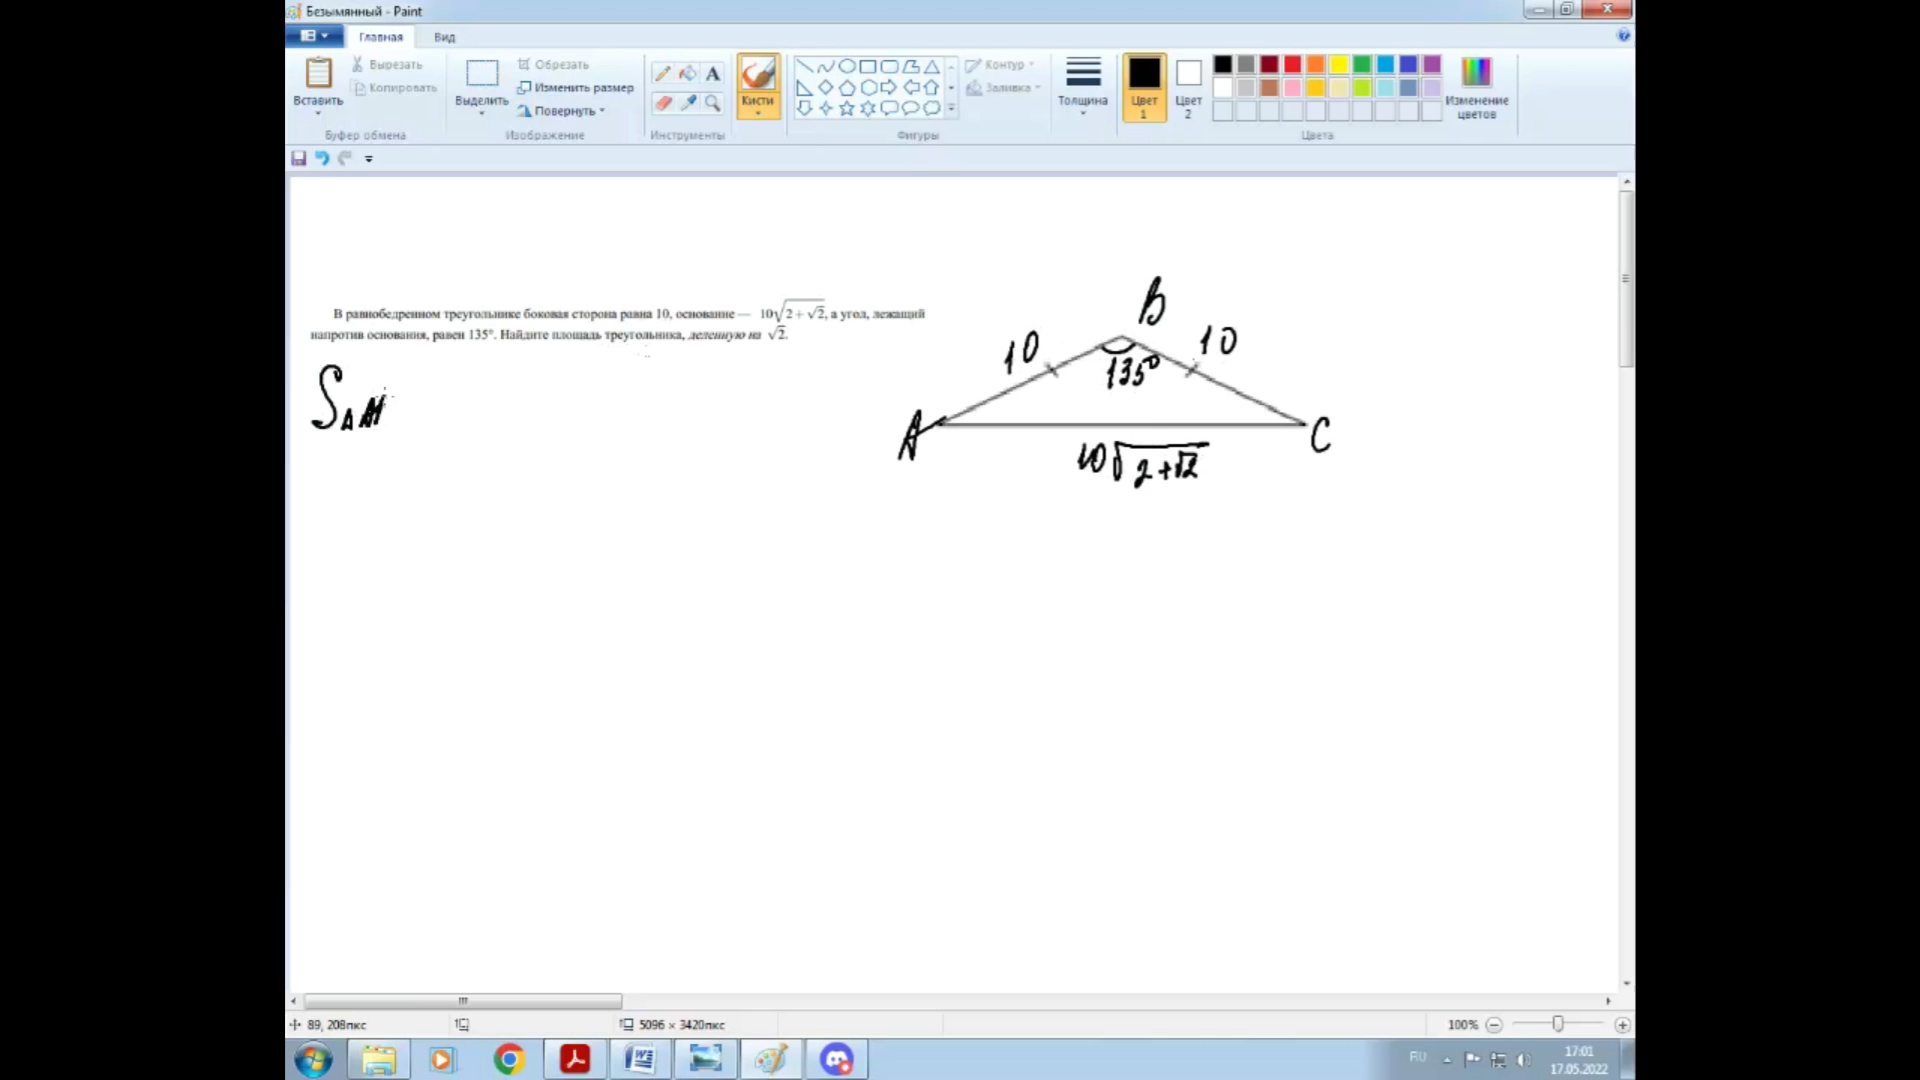 Безымянный - Paint
Главная Вид
Вставить
Вырезать
Копировать
Буфер обмена
Выделить
Обрезать
Изменить размер
Повернуть
Изображение
A
Инструменты
Кисти
Контур
Заливка
Фигуры
Толщина
Цвет 1
Цвет 2
Изменение цветов
Цвета
В равнобедренном треугольнике боковая сторона равна 10, основание — 10√(2 + √2), а угол, лежащий
напротив основания, равен 135°. Найдите площадь треугольника, деленную на √2.
B
10 10
135°
A C
10√(2+√2)
S
89, 208пкс 5096 × 3420пкс 100%
RU 17:01
17.05.2022